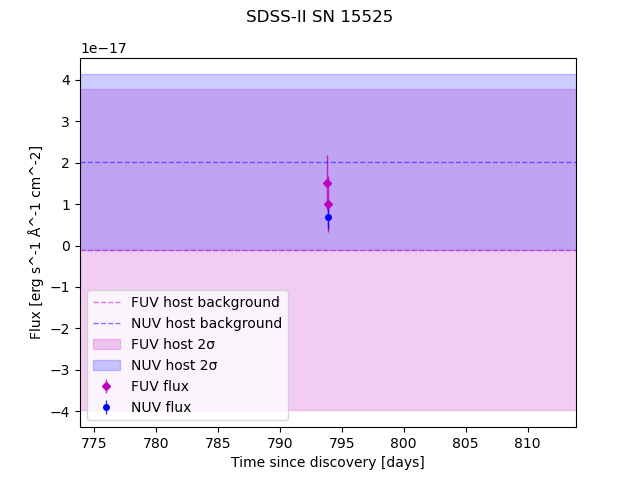 SDSS-II SN 15525
1e−17
4
3
2
1
0
−1
−2
−3
−4
Flux [erg s^-1 Å^-1 cm^-2]
FUV host background
NUV host background
FUV host 2σ
NUV host 2σ
FUV flux
NUV flux
775 780 785 790 795 800 805 810
Time since discovery [days]